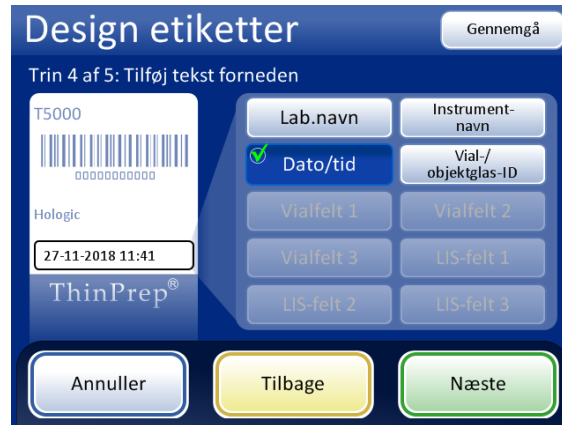 Design etiketter
Gennemgå
Trin 4 af 5: Tilføj tekst forneden
T5000
00000000000
Hologic
27-11-2018 11:41
ThinPrep®
Lab.navn
Instrument-
navn
Dato/tid
Vial-/
objektglas-ID
Vialfelt 1
Vialfelt 2
Vialfelt 3
LIS-felt 1
LIS-felt 2
LIS-felt 3
Annuller
Tilbage
Næste